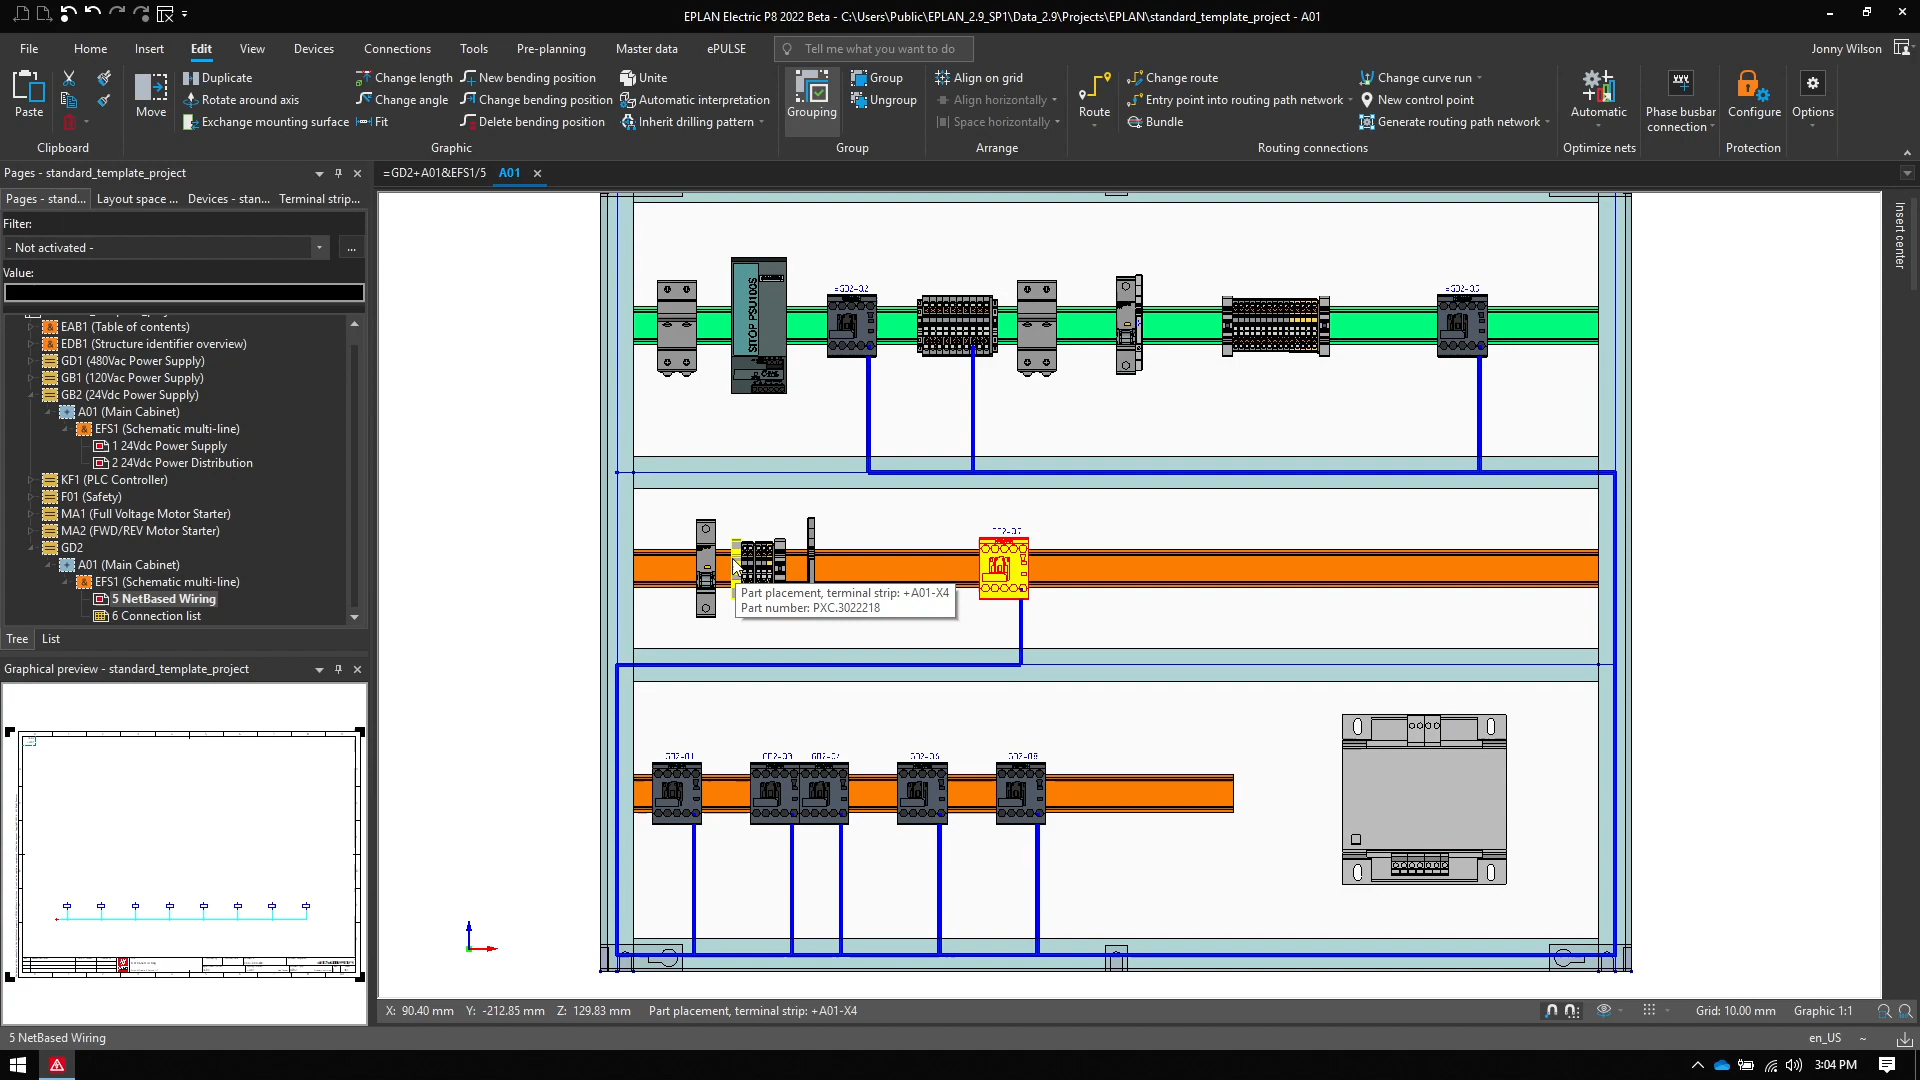 EPLAN Electric P8 2022 Beta - C:\Users\Public\EPLAN_2.9_SP1\Data_2.9\Projects\EPLAN\standard_template_project - A01
File Home Insert Edit View Devices Connections Tools Pre-planning Master data ePULSE Tell me what you want to do Jonny Wilson
Paste
Clipboard
Move
Duplicate
Rotate around axis
Exchange mounting surface
Change length
Change angle
Fit
New bending position
Change bending position
Delete bending position
Unite
Automatic interpretation
Inherit drilling pattern
Graphic
Grouping
Group
Ungroup
Group
Align on grid
Align horizontally
Space horizontally
Arrange
Route
Change route
Entry point into routing path network
Bundle
Change curve run
New control point
Generate routing path network
Routing connections
Automatic
Optimize nets
Phase busbar
connection
Configure
Protection
Options
Pages - standard_template_project
Pages - stand... Layout space ... Devices - stan... Terminal strip...
Filter:
- Not activated -
...
Value:
EAB1 (Table of contents)
EDB1 (Structure identifier overview)
GD1 (480Vac Power Supply)
GB1 (120Vac Power Supply)
GB2 (24Vdc Power Supply)
A01 (Main Cabinet)
EFS1 (Schematic multi-line)
1 24Vdc Power Supply
2 24Vdc Power Distribution
KF1 (PLC Controller)
F01 (Safety)
MA1 (Full Voltage Motor Starter)
MA2 (FWD/REV Motor Starter)
GD2
A01 (Main Cabinet)
EFS1 (Schematic multi-line)
5 NetBased Wiring
6 Connection list
Tree List
Graphical preview - standard_template_project
=GD2+A01&EFS1/5 A01
SITOP PSU100S
Part placement, terminal strip: +A01-X4
Part number: PXC.3022218
Insert center
X: 90.40 mm Y: -212.85 mm Z: 129.83 mm Part placement, terminal strip: +A01-X4
Grid: 10.00 mm Graphic 1:1
5 NetBased Wiring
en_US ~
3:04 PM